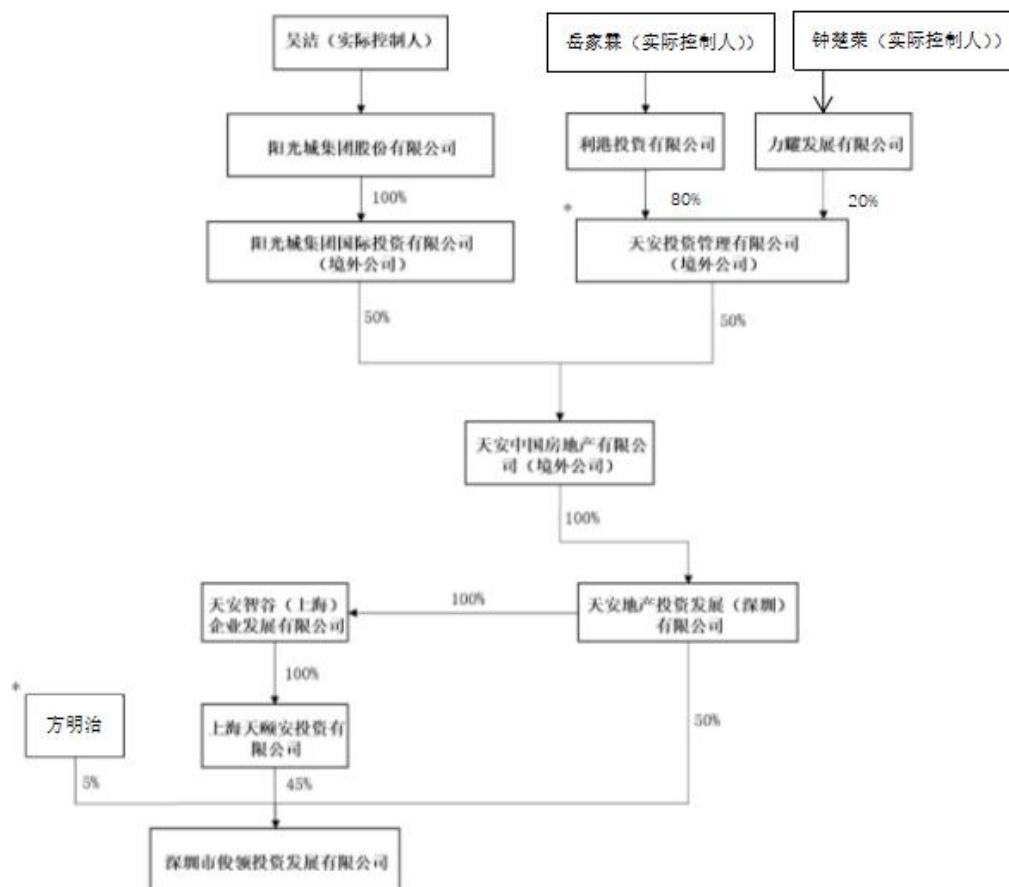 吴洁（实际控制人）
岳家霖（实际控制人））
钟楚荣（实际控制人））
阳光城集团股份有限公司
利港投资有限公司
力耀发展有限公司
100%
80%
20%
*
阳光城集团国际投资有限公司
（境外公司）
天安投资管理有限公司
（境外公司）
50%
50%
天安中国房地产有限公
司（境外公司）
100%
天安智谷（上海）
企业发展有限公司
100%
天安地产投资发展（深圳）
有限公司
100%
*
方明治
上海天颐安投资有
限公司
50%
5%
45%
深圳市俊领投资发展有限公司